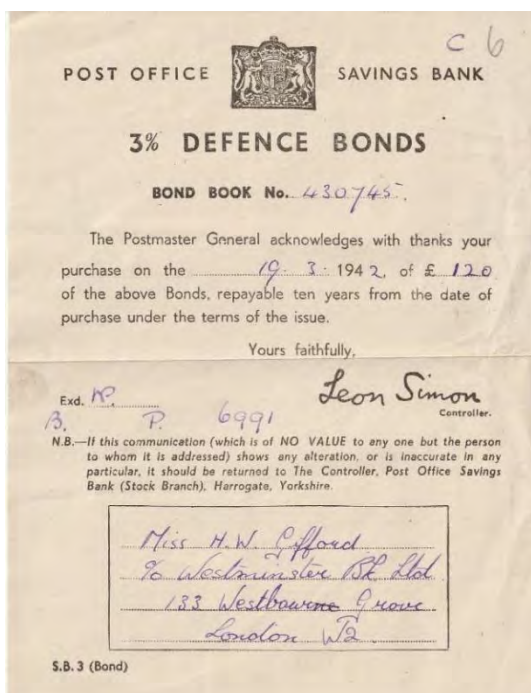 C 6
POST OFFICE SAVINGS BANK
3% DEFENCE BONDS
BOND BOOK No. 430745.
The Postmaster General acknowledges with thanks your
purchase on the 19.3.1942, of £ 120
of the above Bonds, repayable ten years from the date of
purchase under the terms of the issue.
Yours faithfully,
Leon Simon
Exd.
Controller.
B. P. 6991
N.B.—If this communication (which is of NO VALUE to any one but the person
to whom it is addressed) shows any alteration, or is inaccurate in any
particular, it should be returned to The Controller, Post Office Savings
Bank (Stock Branch), Harrogate, Yorkshire.
Miss H.W. Gifford
c/o Westminster Bk Ltd
133 Westbourne Grove
London W2
S.B. 3 (Bond)